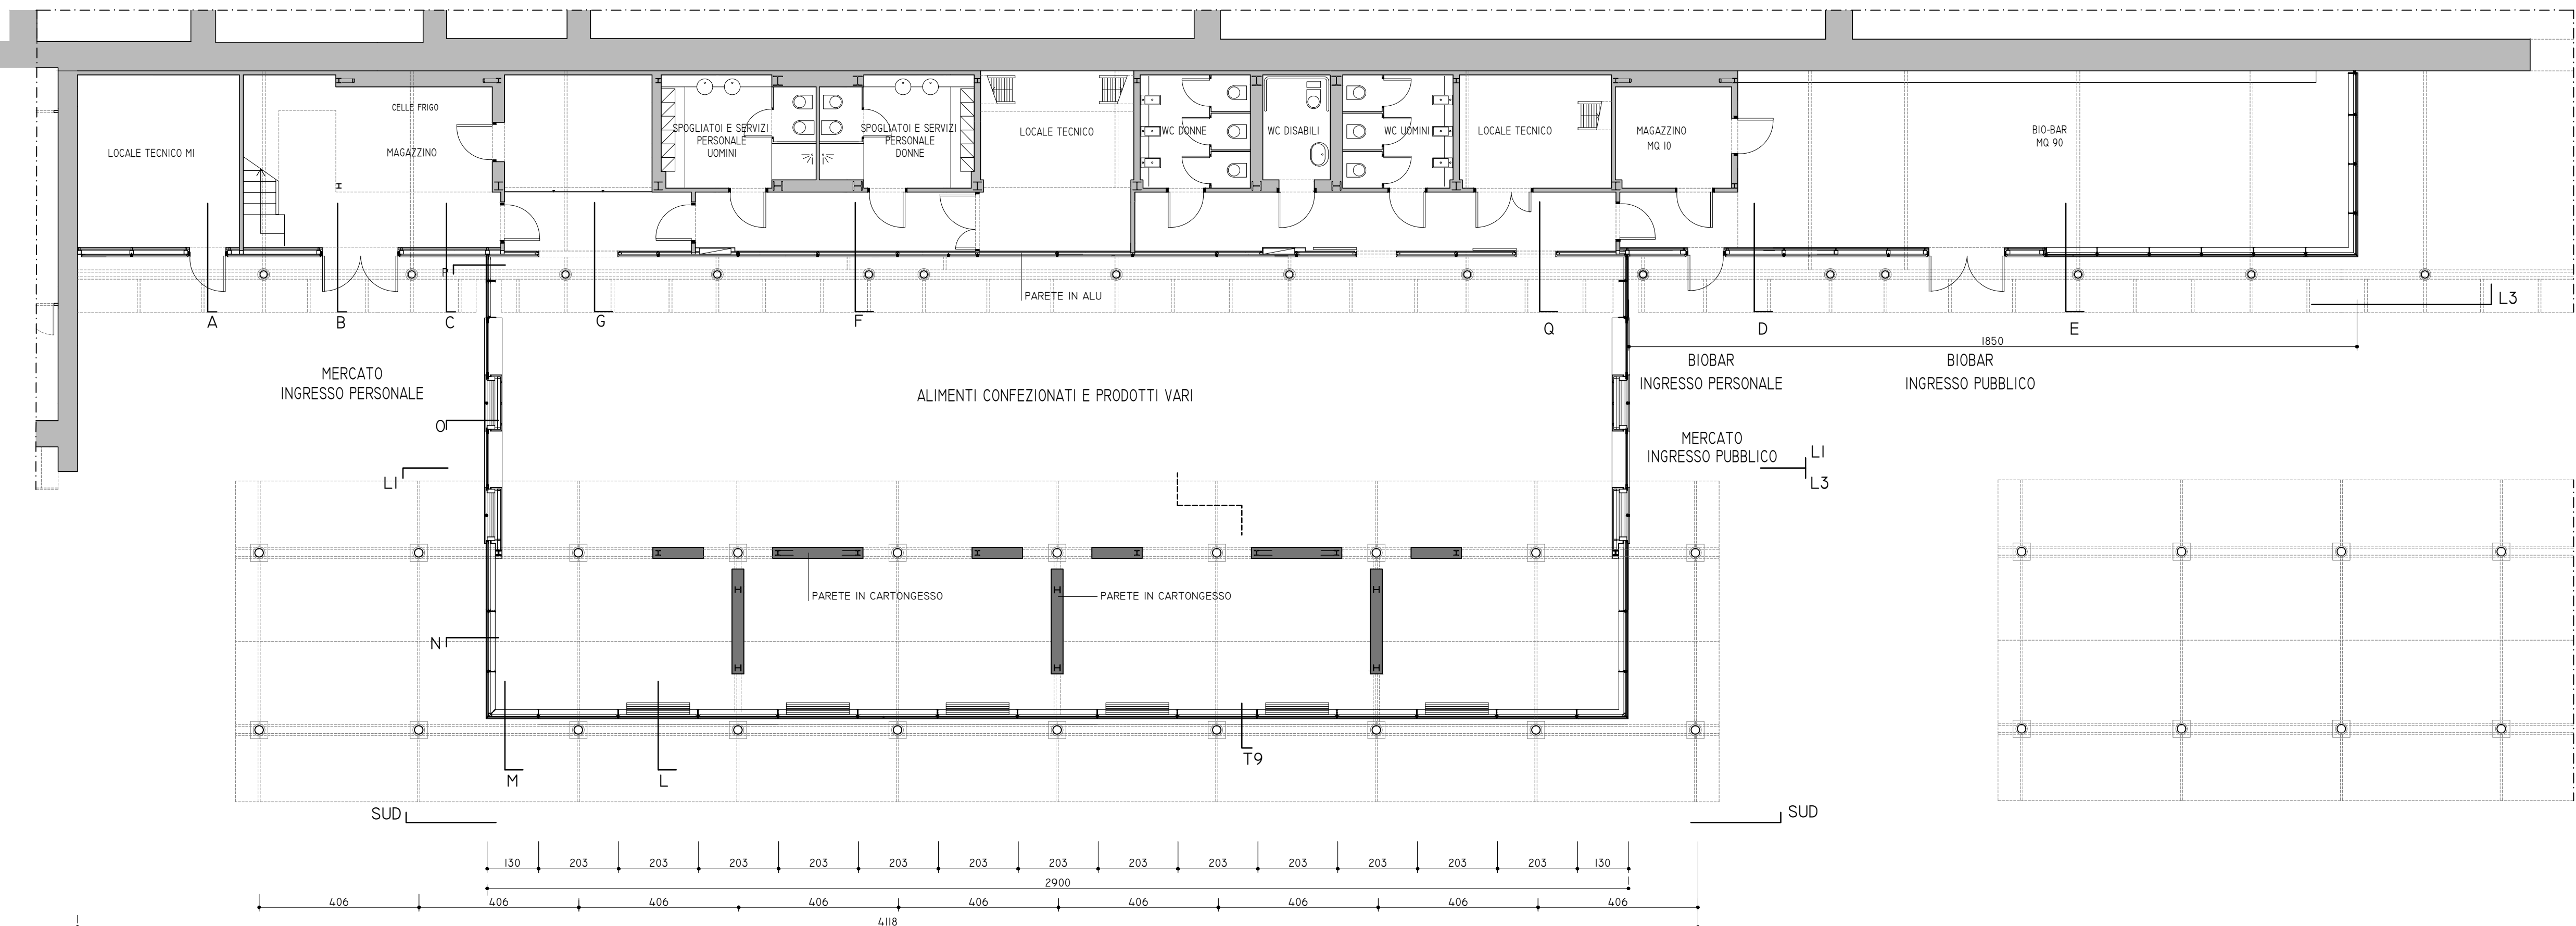 CELLE FRIGO
LOCALE TECNICO M1
MAGAZZINO
SPOGLIATOI E SERVIZI
PERSONALE
UOMINI
SPOGLIATOI E SERVIZI
PERSONALE
DONNE
LOCALE TECNICO
WC DONNE
WC DISABILI
WC UOMINI
LOCALE TECNICO
MAGAZZINO
MQ 10
BIO-BAR
MQ 90
P
PARETE IN ALU
L3
A
B
C
G
F
Q
D
E
1850
MERCATO
INGRESSO PERSONALE
ALIMENTI CONFEZIONATI E PRODOTTI VARI
BIOBAR
INGRESSO PERSONALE
BIOBAR
INGRESSO PUBBLICO
O
MERCATO
INGRESSO PUBBLICO
L1
L3
L1
PARETE IN CARTONGESSO
PARETE IN CARTONGESSO
N
M
L
T9
SUD
SUD
130 203 203 203 203 203 203 203 203 203 203 203 203 203 130
2900
406 406 406 406 406 406 406 406 406
4118